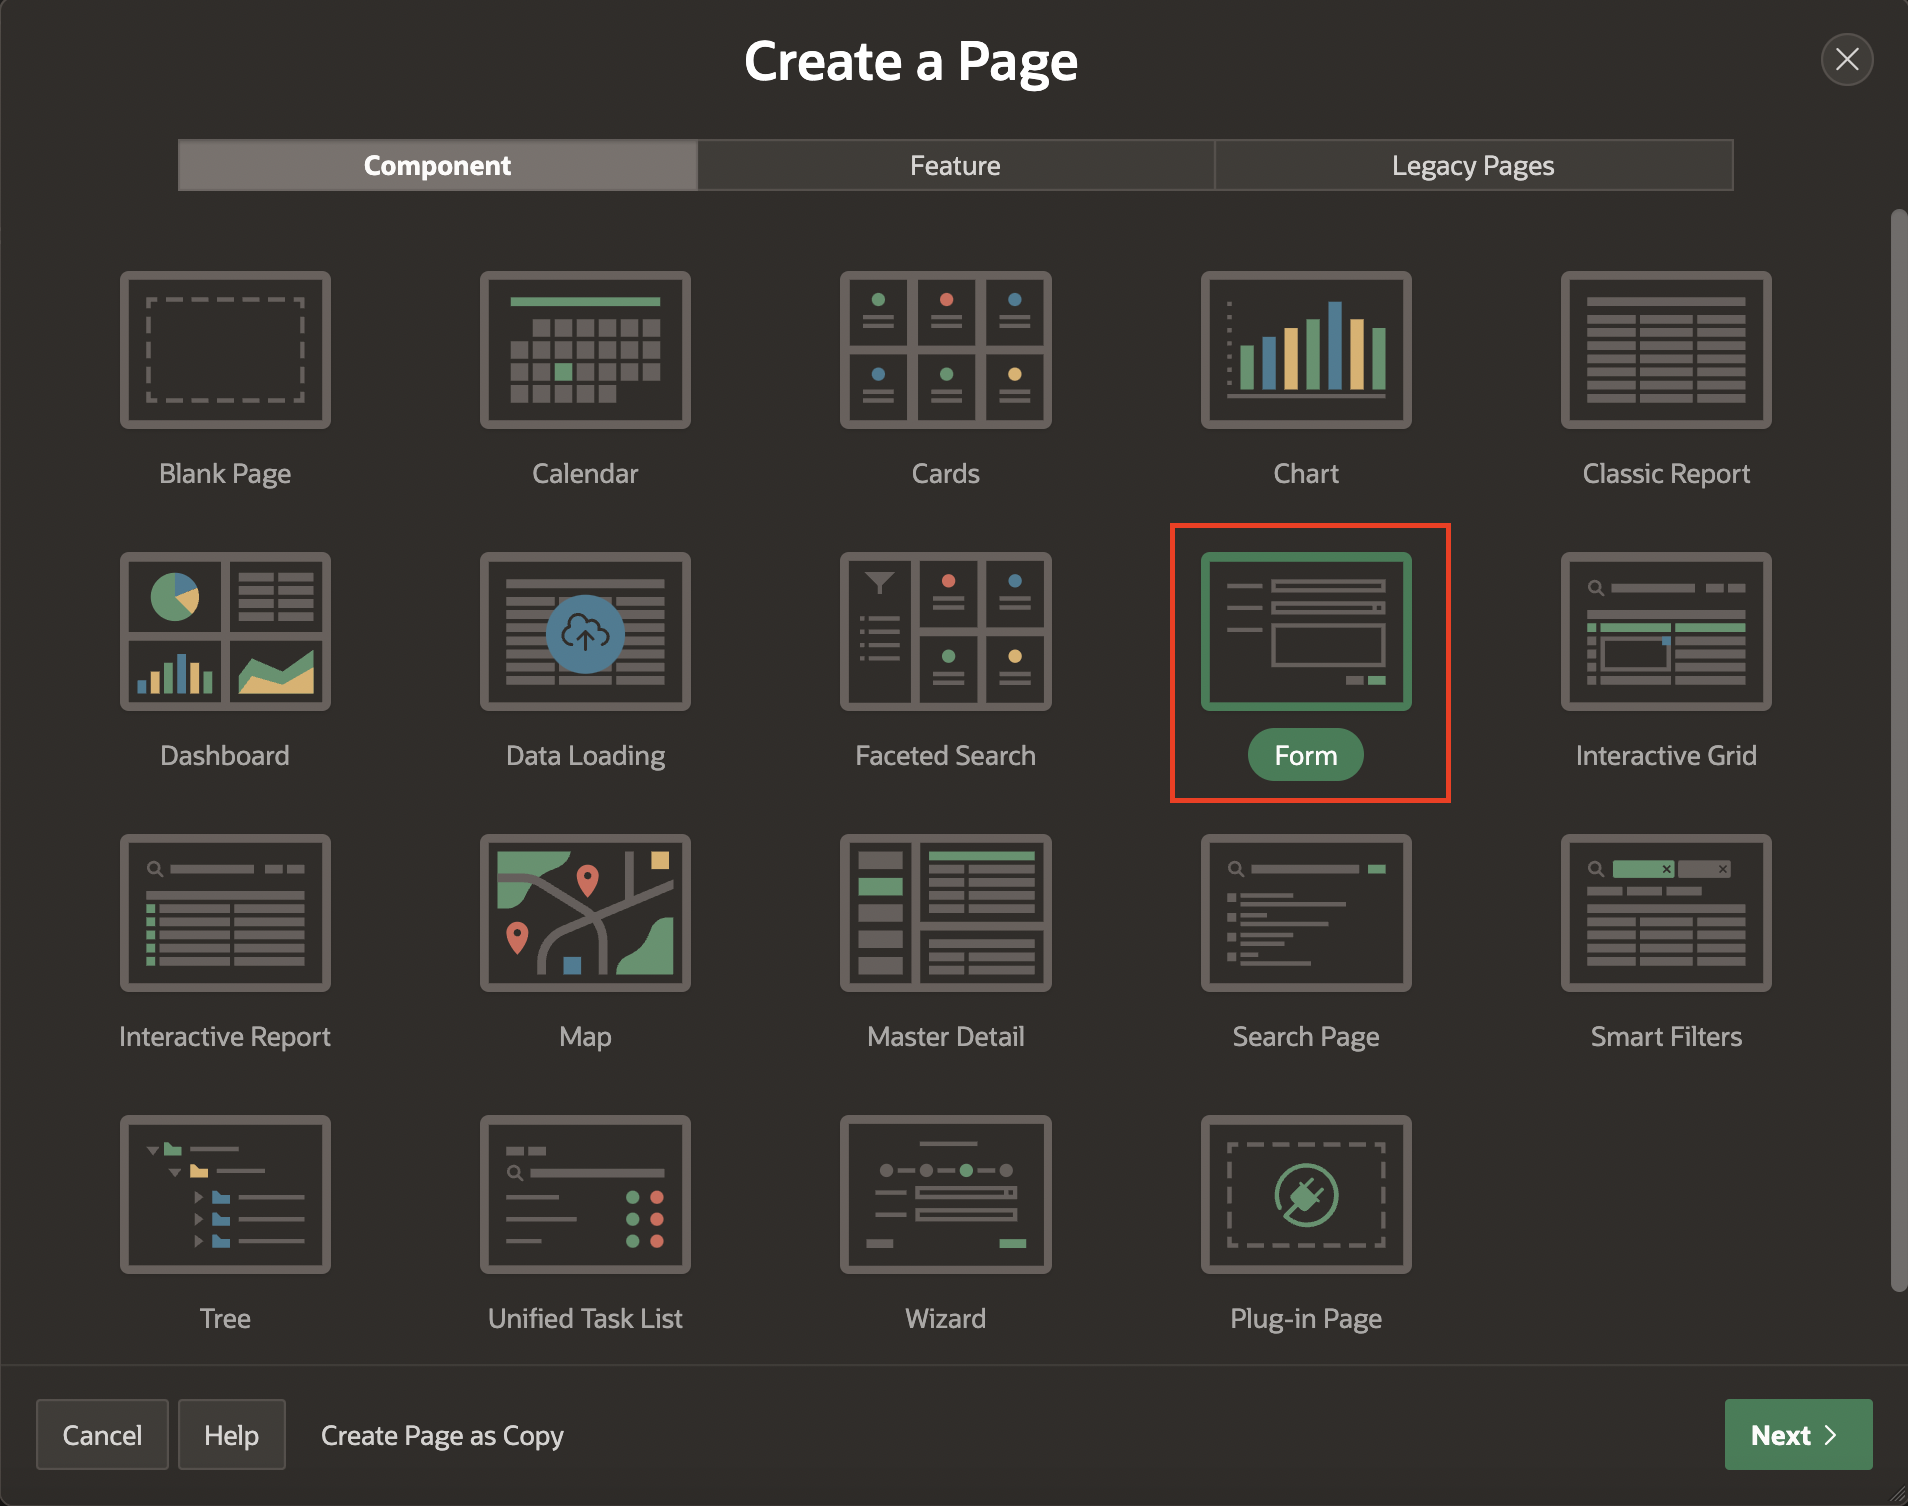 Create a Page
Component
Feature
Legacy Pages
Blank Page
Calendar
Cards
Chart
Classic Report
Dashboard
Data Loading
Faceted Search
Form
Interactive Grid
Interactive Report
Map
Master Detail
Search Page
Smart Filters
Tree
Unified Task List
Wizard
Plug-in Page
Cancel
Help
Create Page as Copy
Next